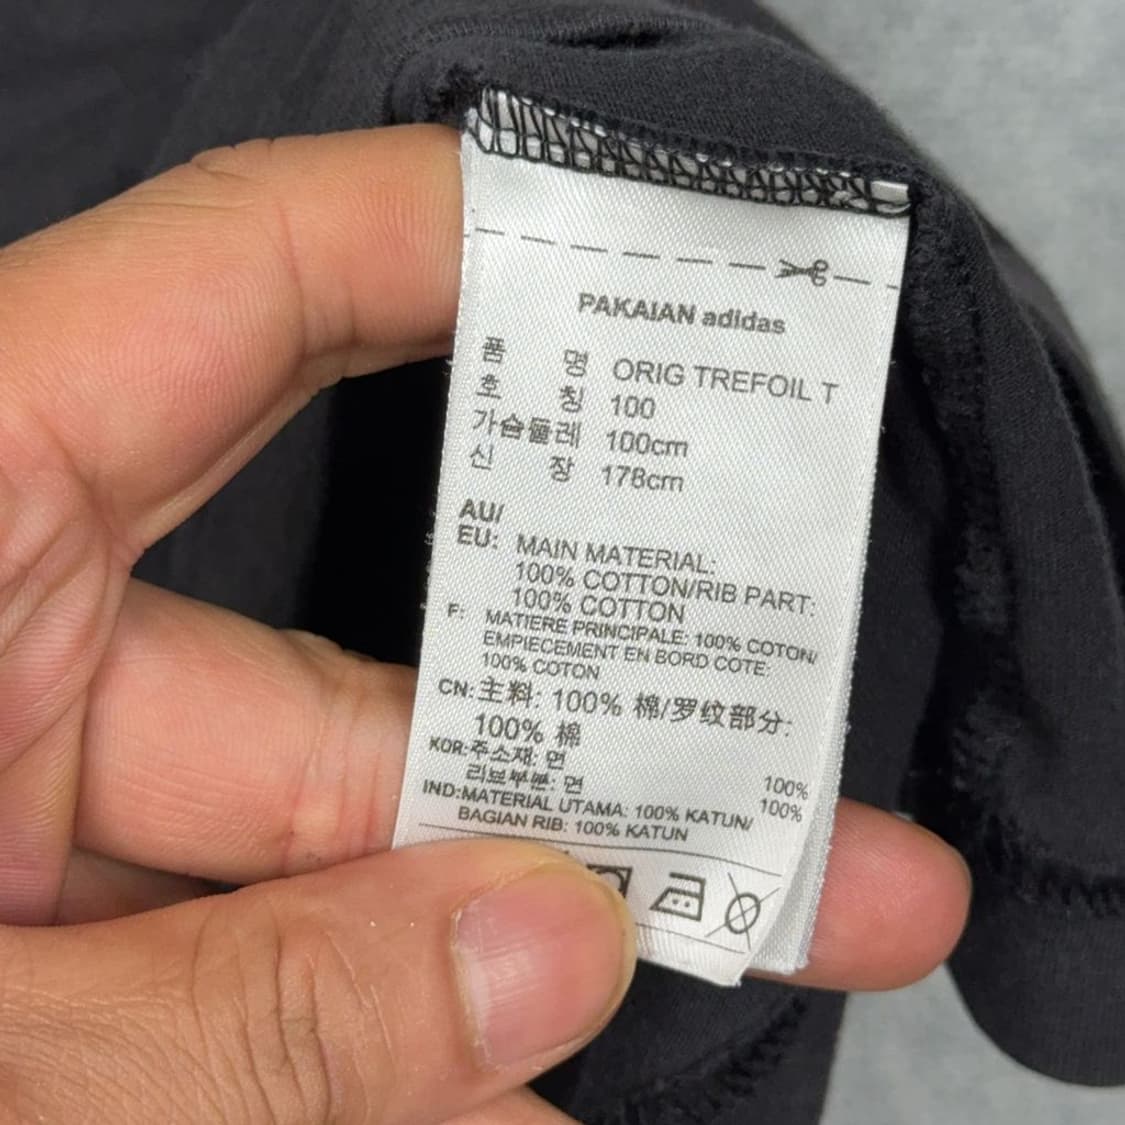 PAKAIAN adidas
품 명 ORIG TREFOIL T
호 칭 100
가슴둘레 100cm
신 장 178cm
AU/
EU: MAIN MATERIAL:
100% COTTON/RIB PART:
100% COTTON
F: MATIERE PRINCIPALE: 100% COTON/
EMPIECEMENT EN BORD COTE:
100% COTON
CN: 主料: 100% 棉/罗纹部分:
100% 棉
KOR: 주소재: 면 100%
리브부분: 면 100%
IND: MATERIAL UTAMA: 100% KATUN/
BAGIAN RIB: 100% KATUN